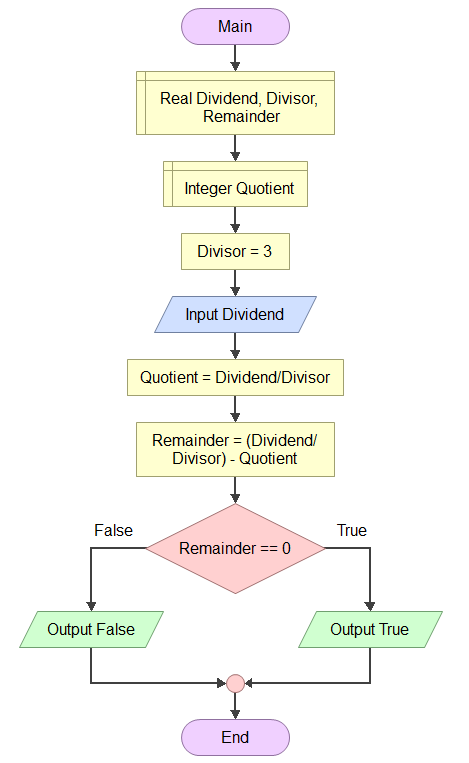 Main
Real Dividend, Divisor,
Remainder
Integer Quotient
Divisor = 3
Input Dividend
Quotient = Dividend/Divisor
Remainder = (Dividend/
Divisor) - Quotient
False
True
Remainder == 0
Output False
Output True
End